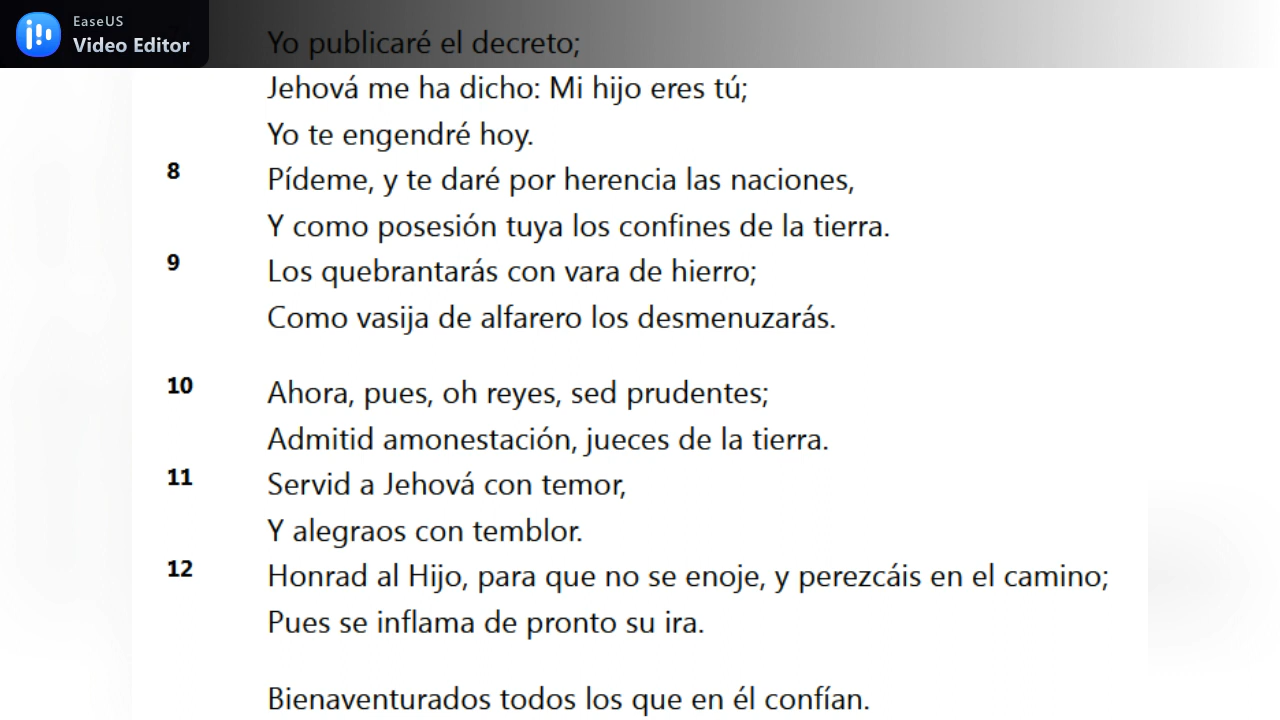 EaseUS
Video Editor
Yo publicaré el decreto;
Jehová me ha dicho: Mi hijo eres tú;
Yo te engendré hoy.
8 Pídeme, y te daré por herencia las naciones,
Y como posesión tuya los confines de la tierra.
9 Los quebrantarás con vara de hierro;
Como vasija de alfarero los desmenuzarás.
10 Ahora, pues, oh reyes, sed prudentes;
Admitid amonestación, jueces de la tierra.
11 Servid a Jehová con temor,
Y alegraos con temblor.
12 Honrad al Hijo, para que no se enoje, y perezcáis en el camino;
Pues se inflama de pronto su ira.
Bienaventurados todos los que en él confían.